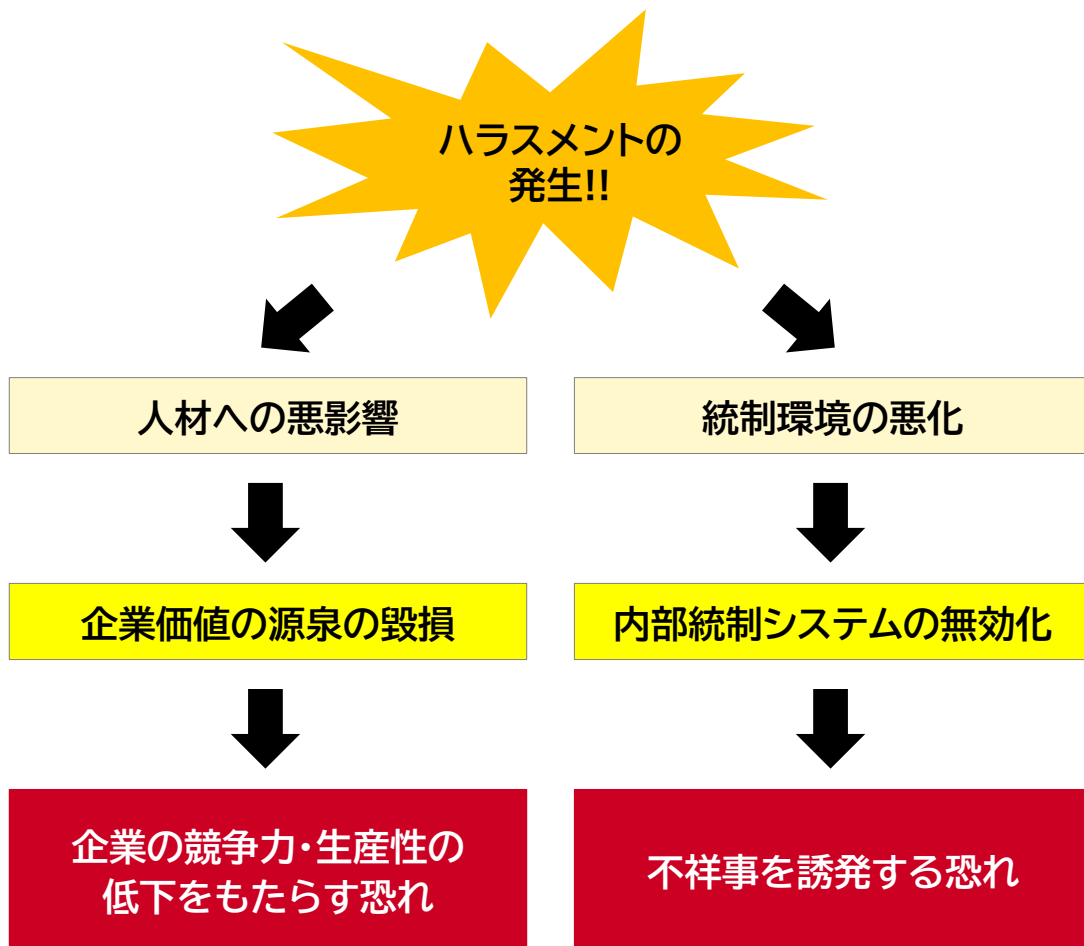 ハラスメントの
発生!!
人材への悪影響
統制環境の悪化
企業価値の源泉の毀損
内部統制システムの無効化
企業の競争力・生産性の
低下をもたらす恐れ
不祥事を誘発する恐れ